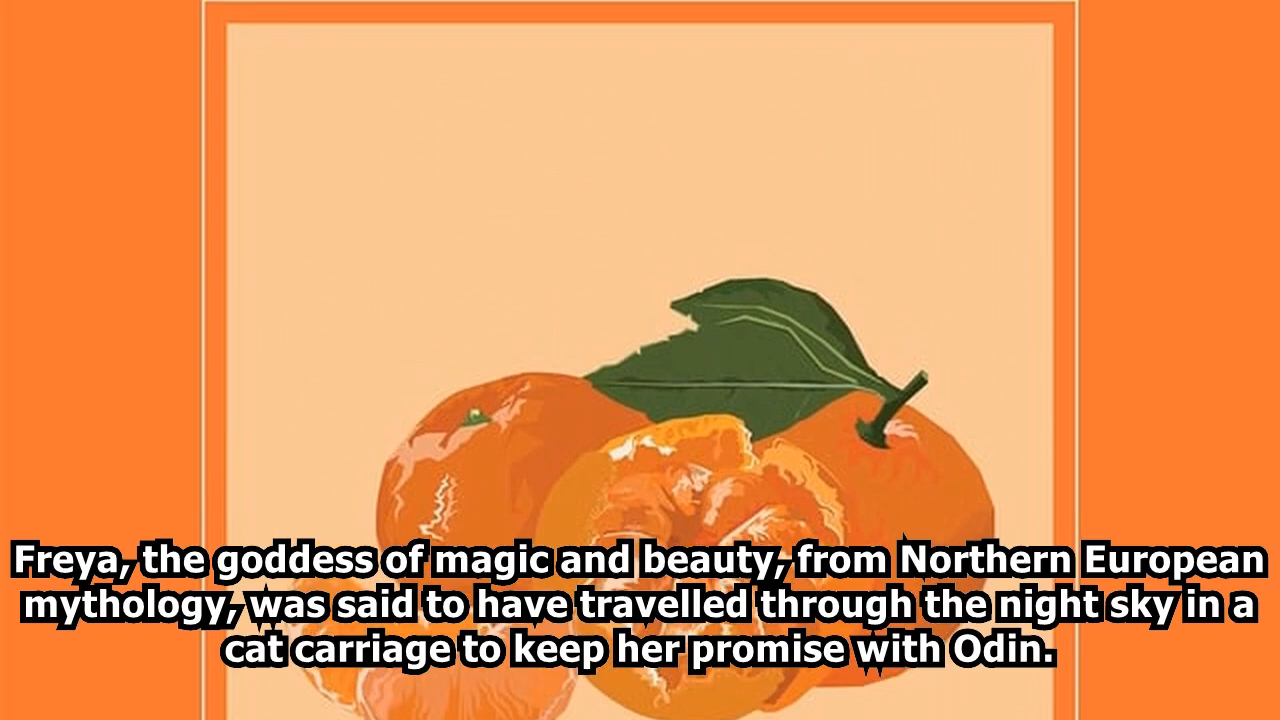 Freya, the goddess of magic and beauty, from Northern European
mythology, was said to have travelled through the night sky in a
cat carriage to keep her promise with Odin.